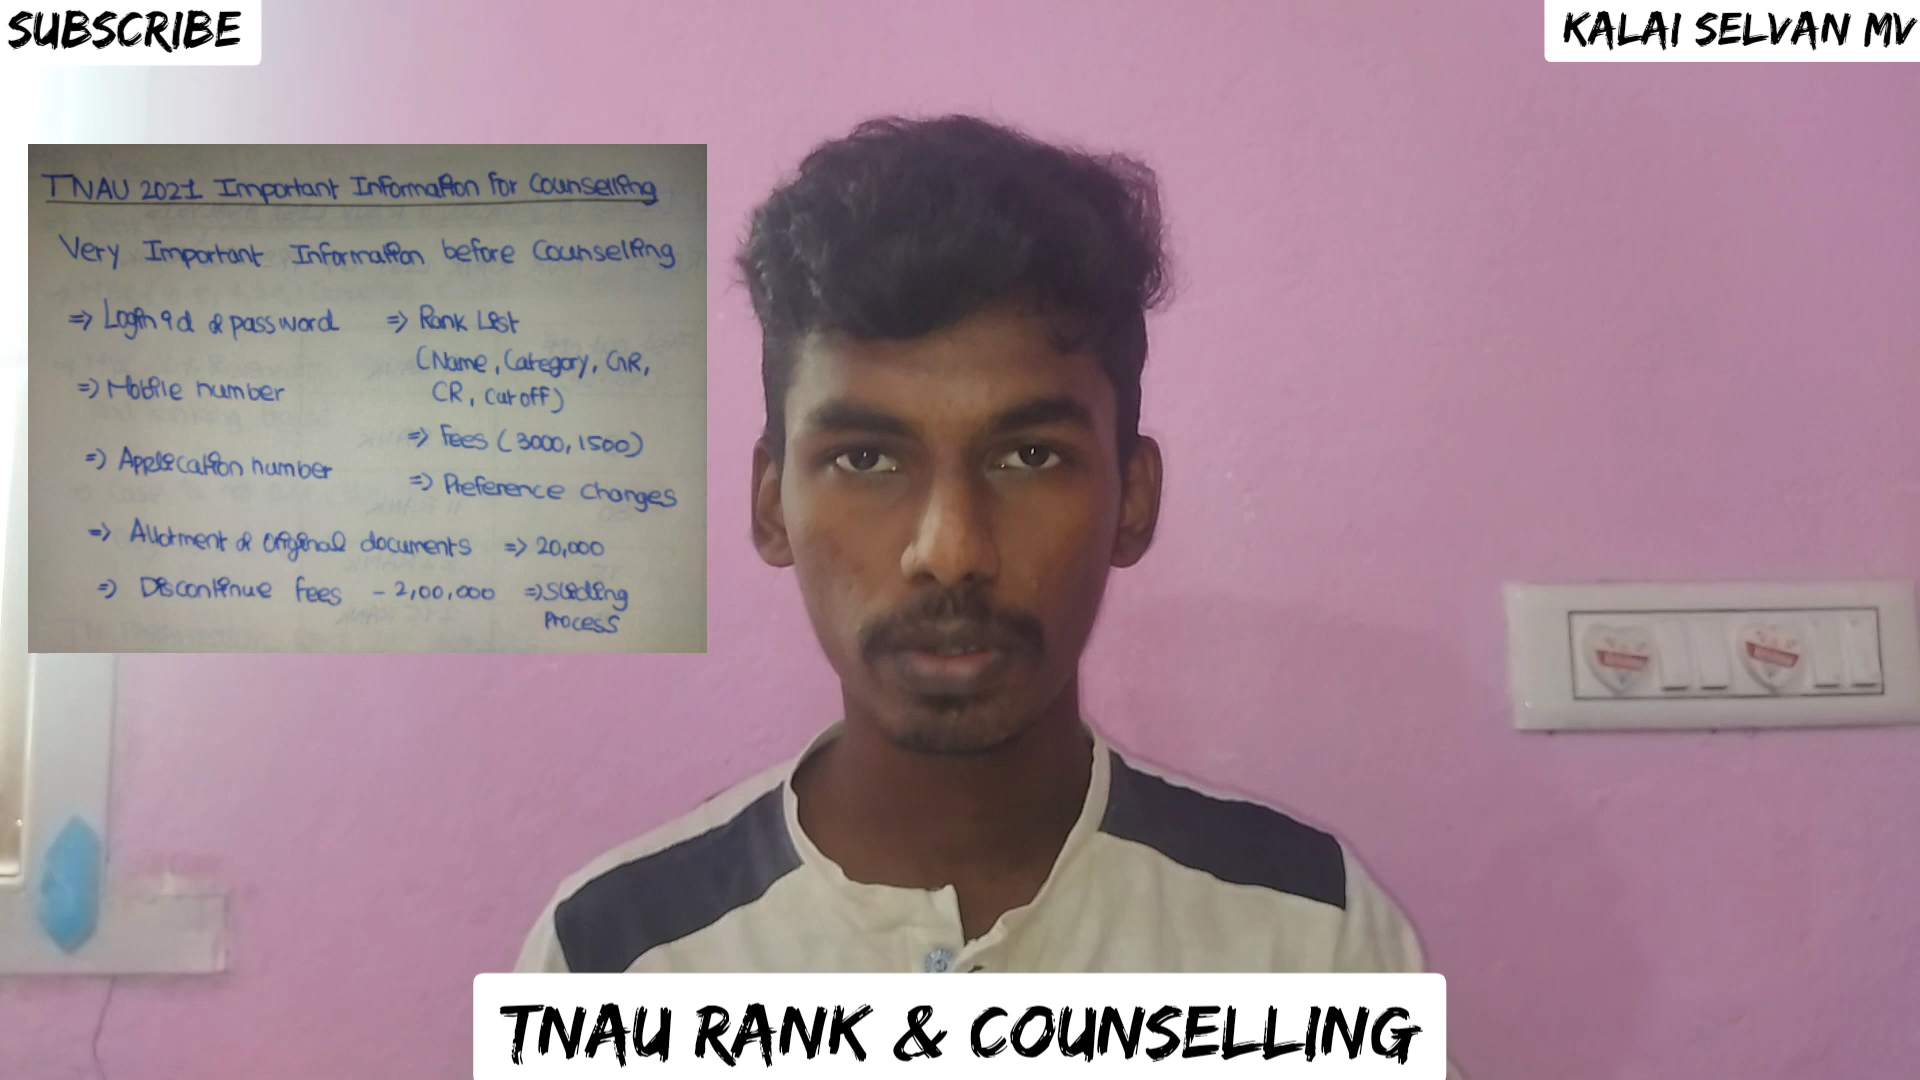 SUBSCRIBE
KALAI SELVAN MV
TNAU 2021 Important Information for Counselling
Very Important Information before Counselling
⇒ Login id & password
⇒ Mobile number
⇒ Application number
⇒ Rank List
(Name, Category, GR,
CR, Cutoff)
⇒ Fees (3000, 1500)
⇒ Preference changes
⇒ Allotment & original documents ⇒ 20,000
⇒ Discontinue fees - 2,00,000 ⇒ Sliding
Process
TNAU RANK & COUNSELLING